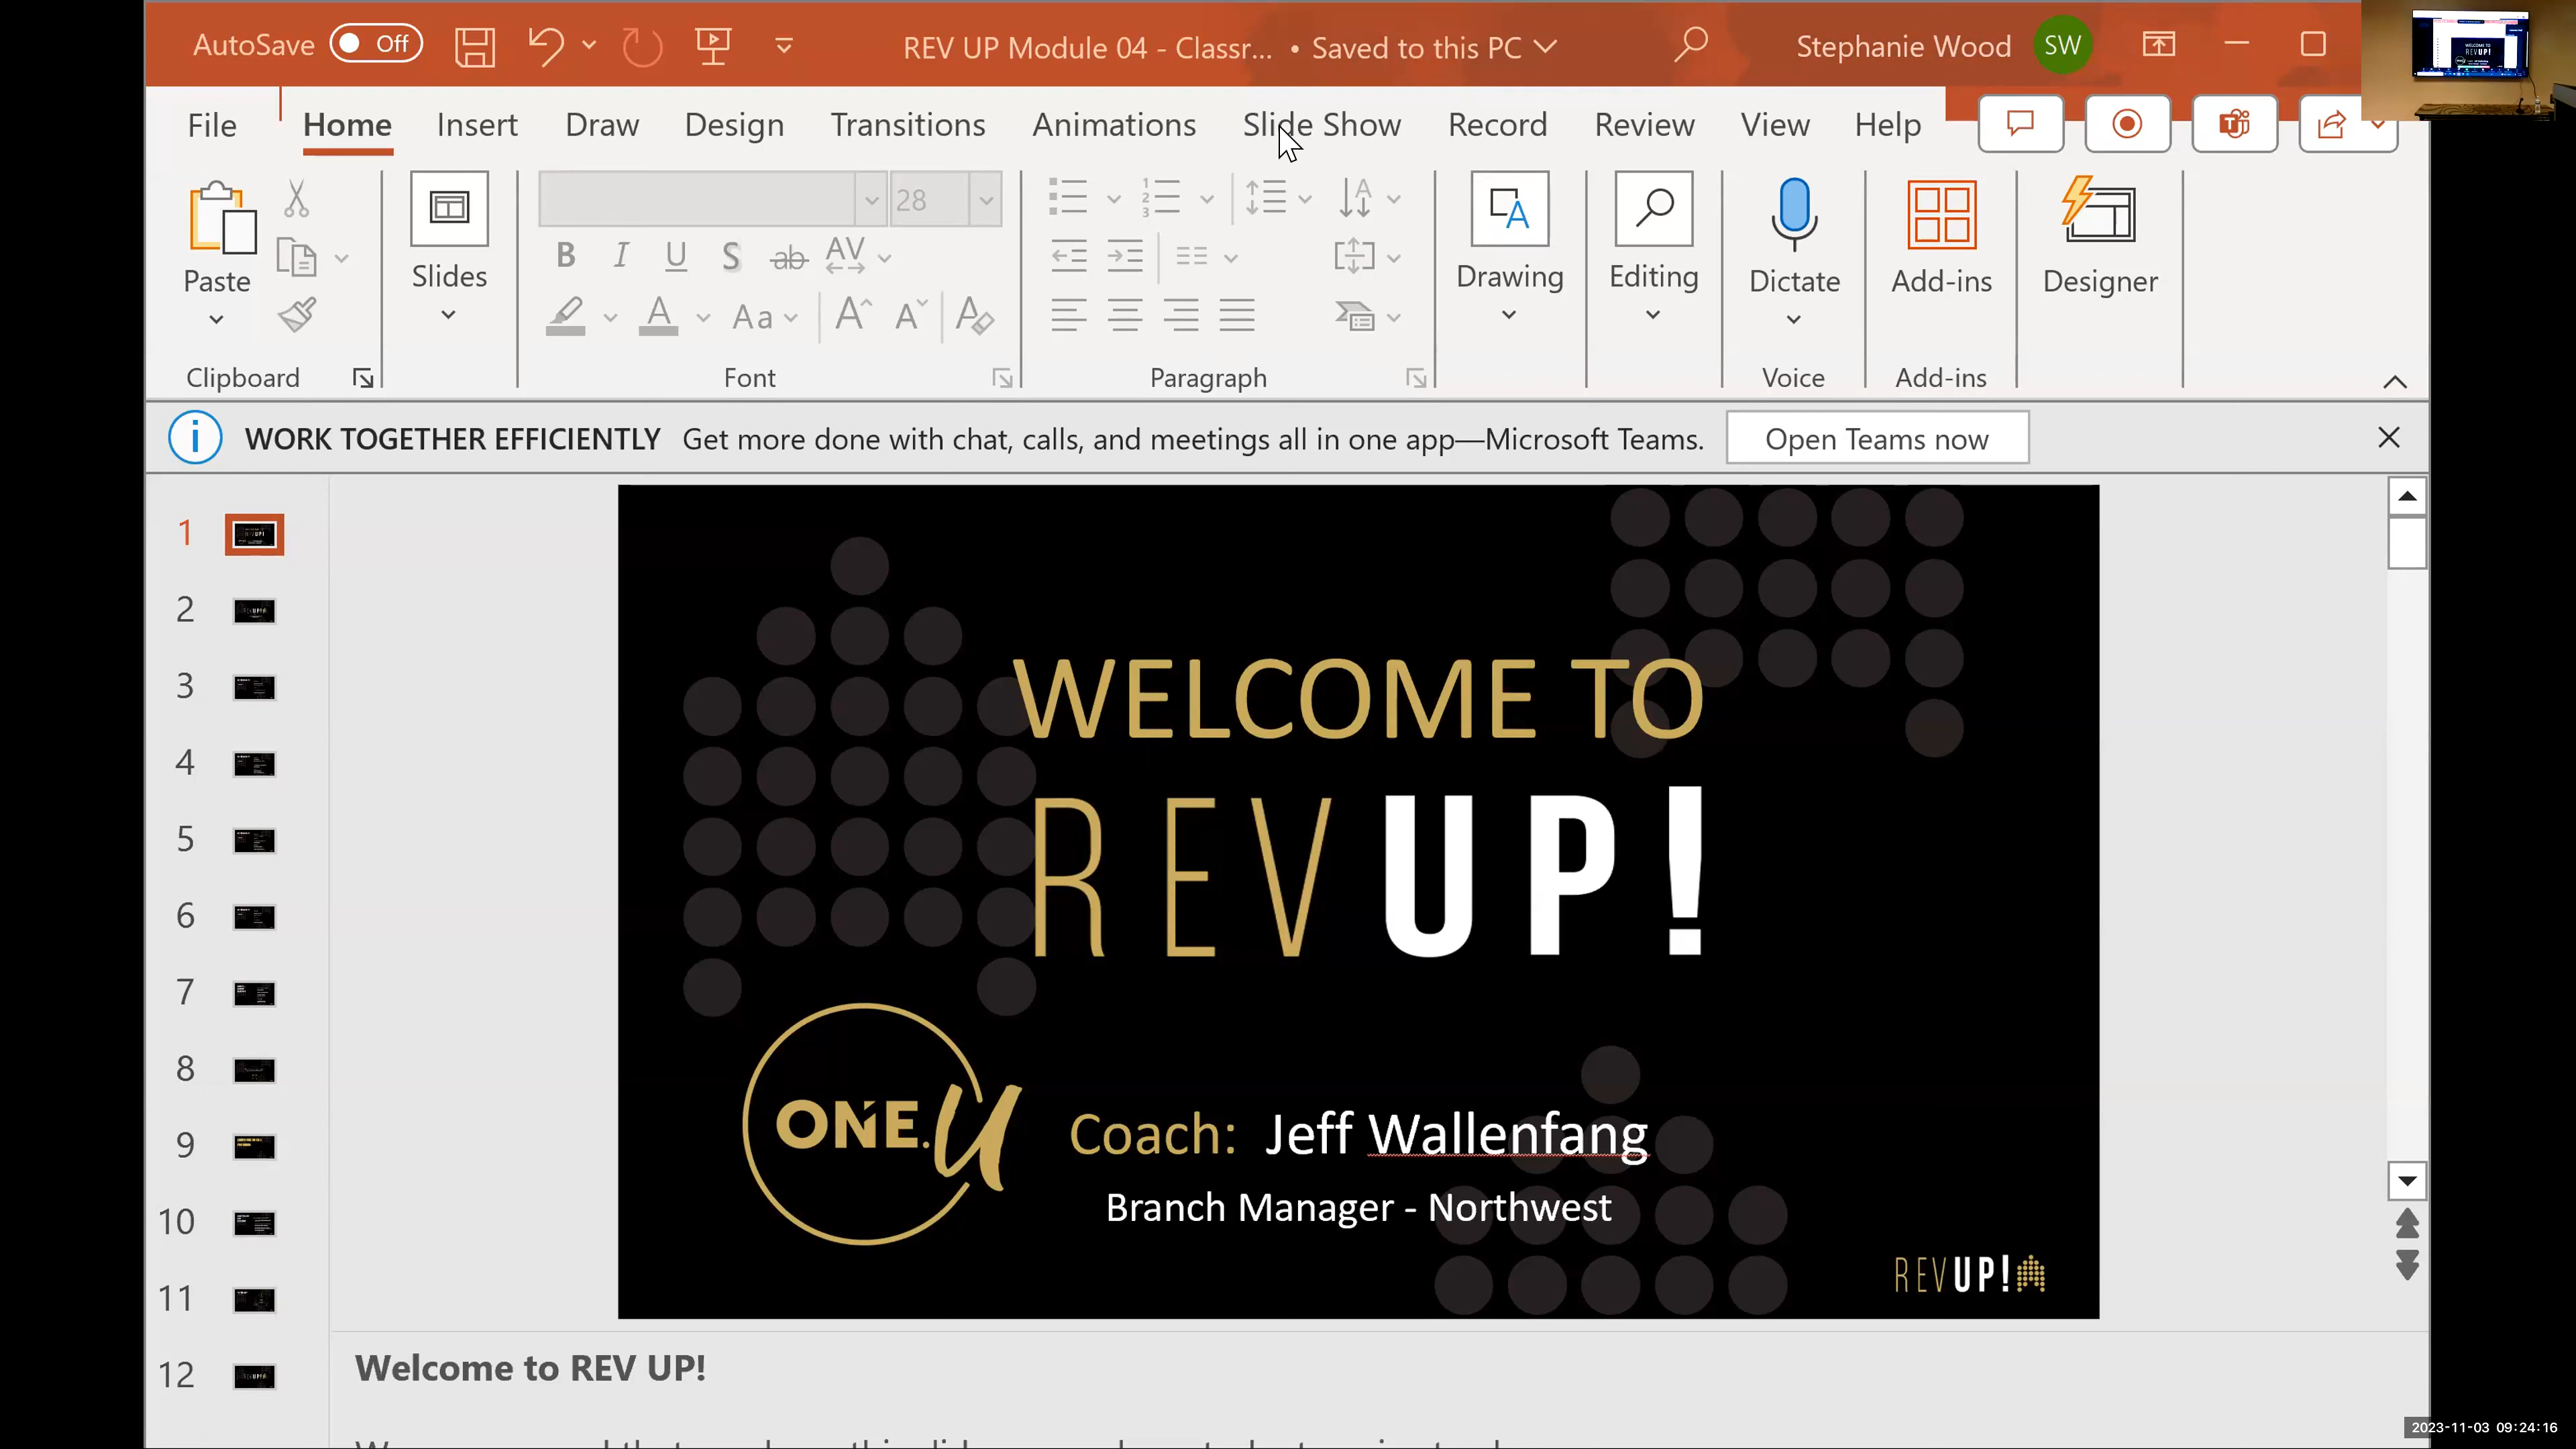 AutoSave Off REV UP Module 04 - Classr... • Saved to this PC Stephanie Wood SW
File Home Insert Draw Design Transitions Animations Slide Show Record Review View Help
28
Paste Slides Drawing Editing Dictate Add-ins Designer
Clipboard Font Paragraph Voice Add-ins
WORK TOGETHER EFFICIENTLY Get more done with chat, calls, and meetings all in one app—Microsoft Teams. Open Teams now
1
2
3
4
5
6
7
8
9
10
11
12
WELCOME TO
REV UP!
ONE.U
Coach: Jeff Wallenfang
Branch Manager - Northwest
REV UP!
Welcome to REV UP!
2023-11-03 09:24:16